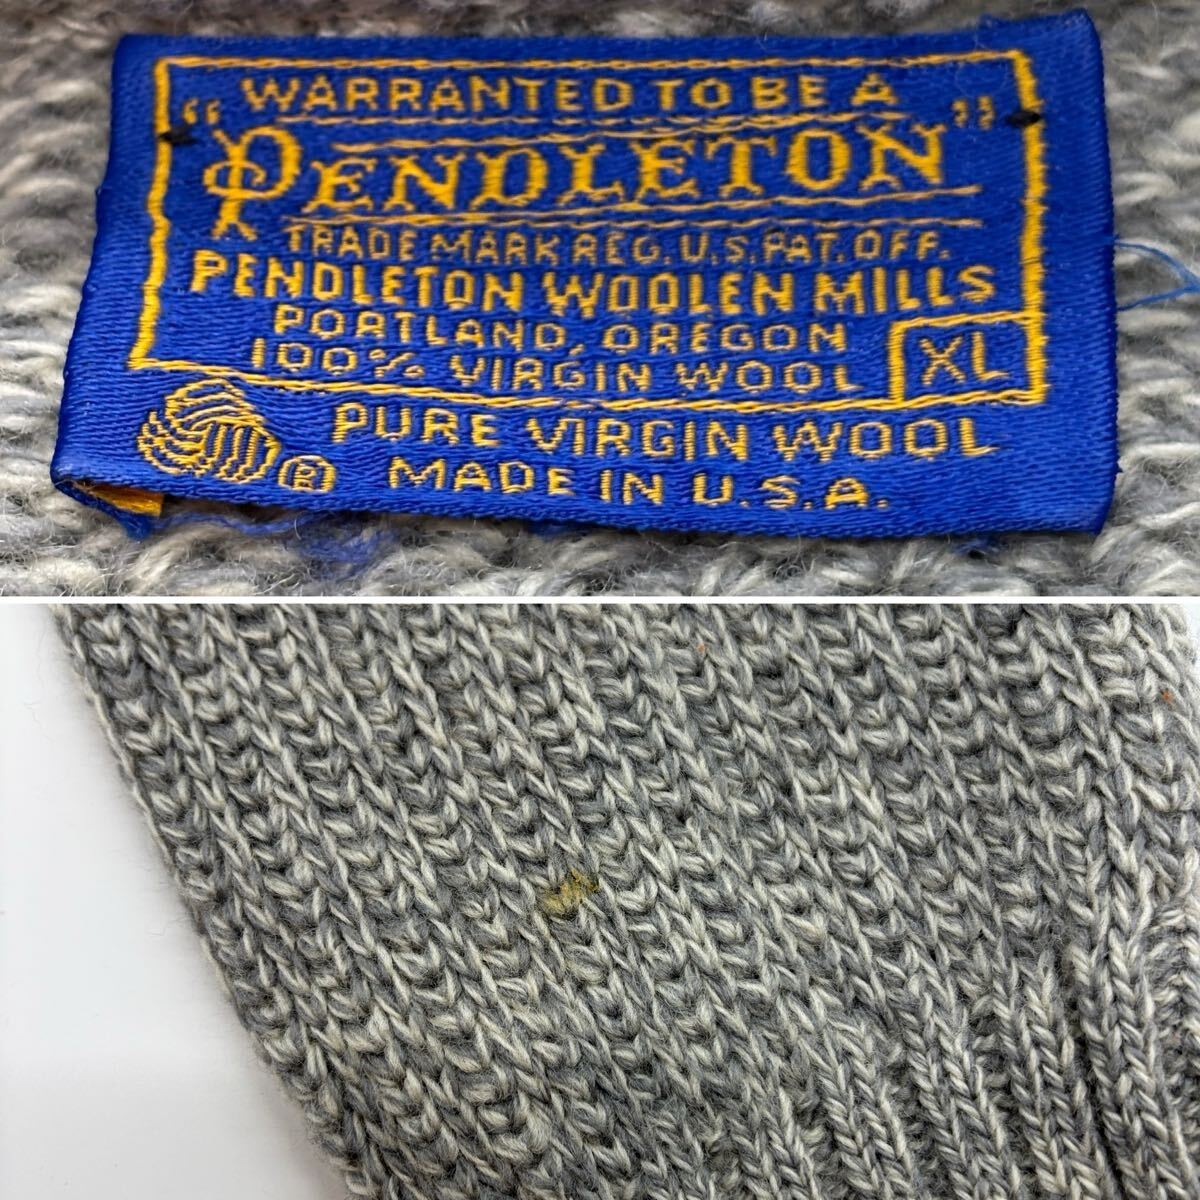 WARRANTED TO BE A
"PENDLETON"
TRADE MARK REG. U.S. PAT. OFF.
PENDLETON WOOLEN MILLS
PORTLAND, OREGON
100% VIRGIN WOOL
XL
PURE VIRGIN WOOL
®
MADE IN U.S.A.